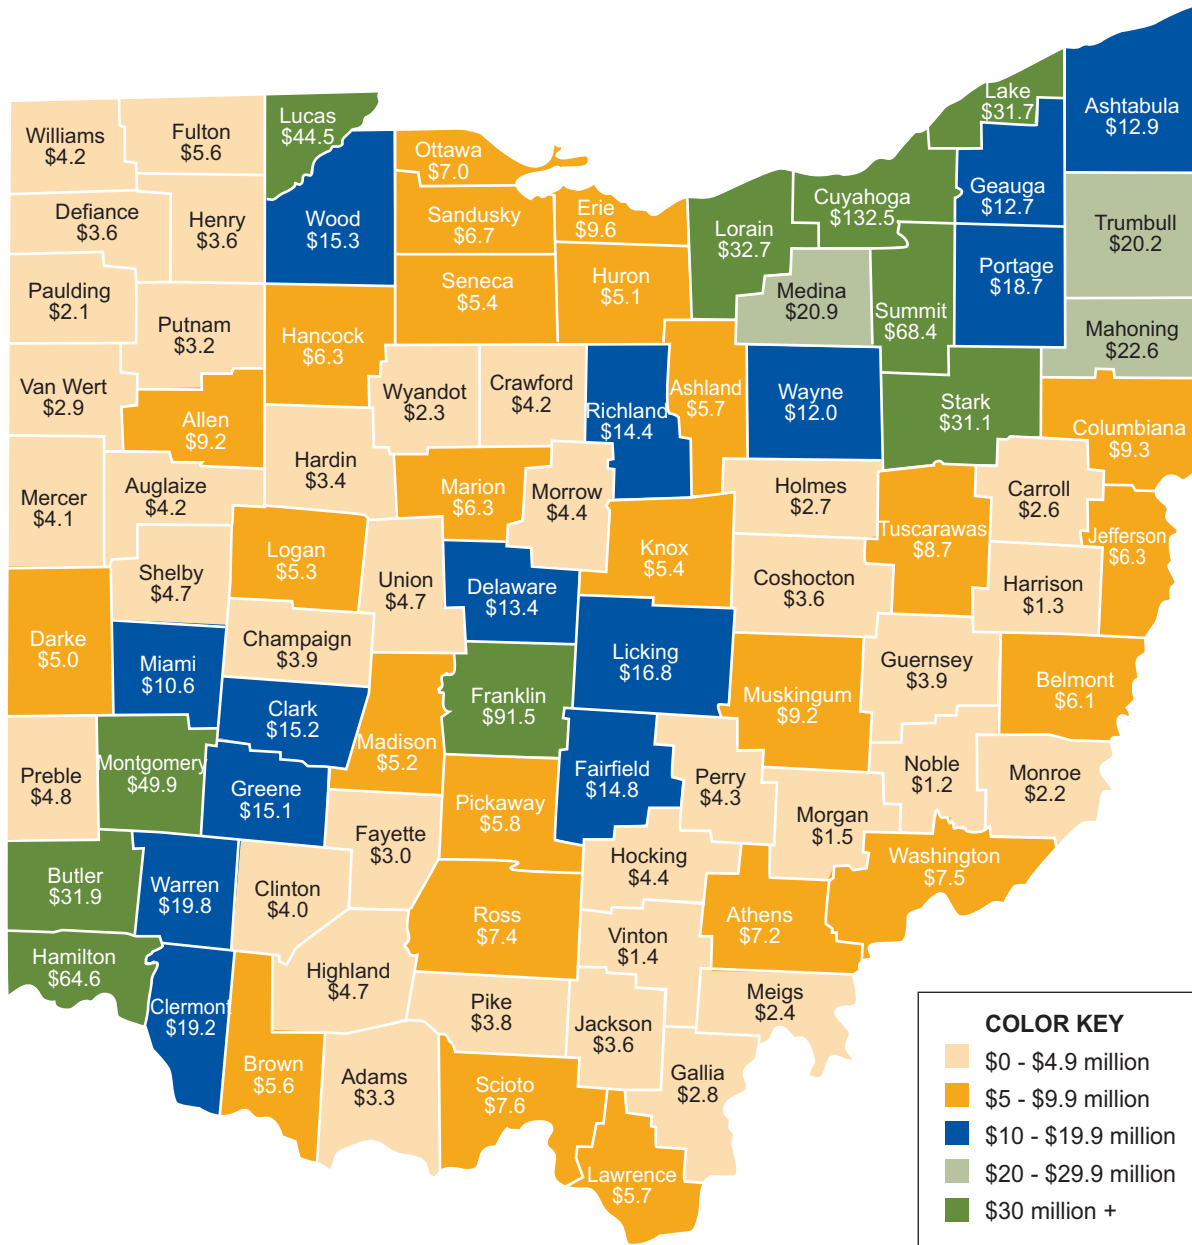 Lake
$31.7
Ashtabula
$12.9
Lucas
$44.5
Williams
$4.2
Fulton
$5.6
Ottawa
$7.0
Geauga
$12.7
Cuyahoga
$132.5
Trumbull
$20.2
Defiance
$3.6
Henry
$3.6
Wood
$15.3
Sandusky
$6.7
Erie
$9.6
Lorain
$32.7
Portage
$18.7
Paulding
$2.1
Seneca
$5.4
Huron
$5.1
Medina
$20.9
Summit
$68.4
Mahoning
$22.6
Putnam
$3.2
Hancock
$6.3
Van Wert
$2.9
Wyandot
$2.3
Crawford
$4.2
Richland
$14.4
Ashland
$5.7
Wayne
$12.0
Stark
$31.1
Columbiana
$9.3
Allen
$9.2
Hardin
$3.4
Mercer
$4.1
Auglaize
$4.2
Marion
$6.3
Morrow
$4.4
Holmes
$2.7
Carroll
$2.6
Tuscarawas
$8.7
Jefferson
$6.3
Logan
$5.3
Knox
$5.4
Shelby
$4.7
Union
$4.7
Delaware
$13.4
Coshocton
$3.6
Harrison
$1.3
Darke
$5.0
Champaign
$3.9
Miami
$10.6
Licking
$16.8
Guernsey
$3.9
Belmont
$6.1
Clark
$15.2
Franklin
$91.5
Muskingum
$9.2
Madison
$5.2
Preble
$4.8
Montgomery
$49.9
Greene
$15.1
Fairfield
$14.8
Perry
$4.3
Noble
$1.2
Monroe
$2.2
Pickaway
$5.8
Morgan
$1.5
Fayette
$3.0
Hocking
$4.4
Washington
$7.5
Butler
$31.9
Warren
$19.8
Clinton
$4.0
Ross
$7.4
Athens
$7.2
Vinton
$1.4
Hamilton
$64.6
Highland
$4.7
Meigs
$2.4
Clermont
$19.2
Pike
$3.8
Jackson
$3.6
Brown
$5.6
Adams
$3.3
Scioto
$7.6
Gallia
$2.8
Lawrence
$5.7
COLOR KEY
$0 - $4.9 million
$5 - $9.9 million
$10 - $19.9 million
$20 - $29.9 million
$30 million +